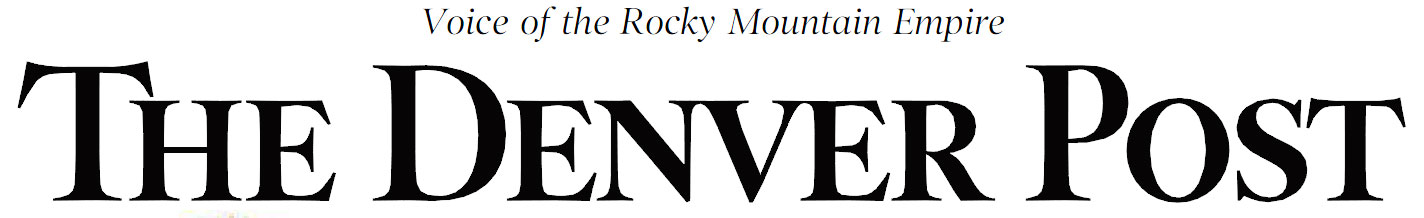 Voice of the Rocky Mountain Empire
THE DENVER POST